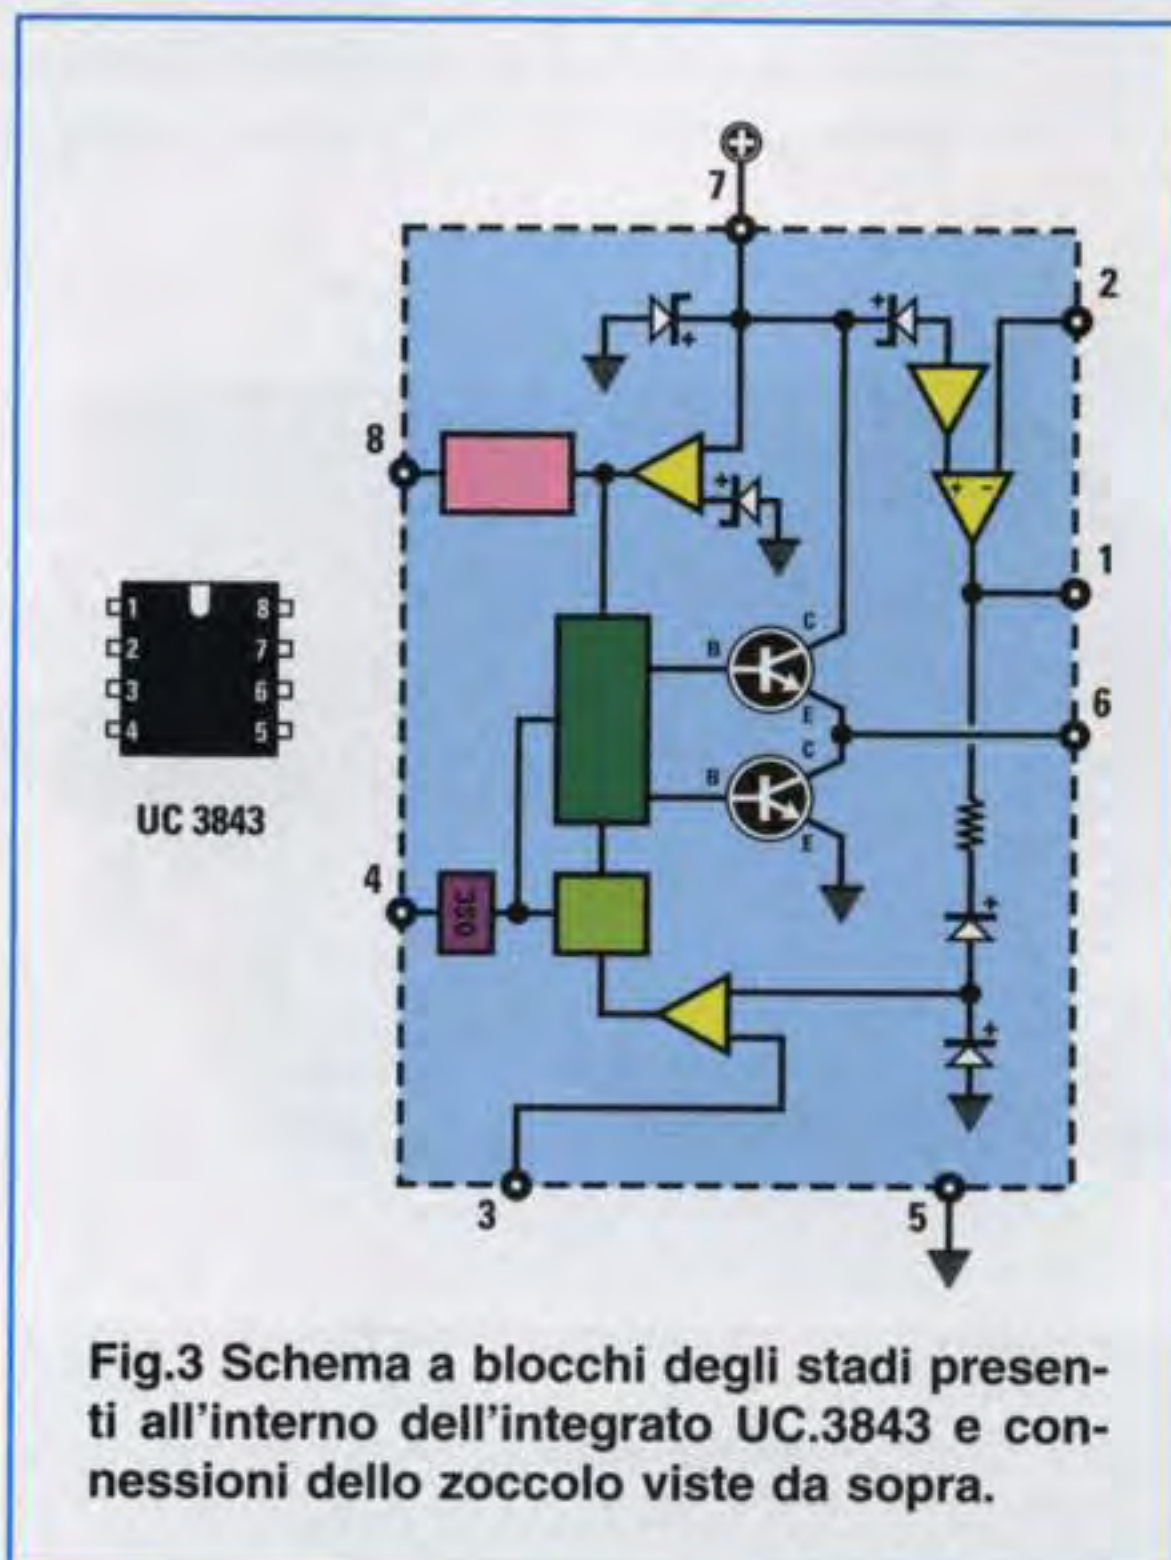 7
2
8
1
1 8
2 7
3 6
4 5
UC 3843
+ -
C
B
E
6
C
B
E
4
OSC
3
5
Fig.3 Schema a blocchi degli stadi presen-
ti all'interno dell'integrato UC.3843 e con-
nessioni dello zoccolo viste da sopra.